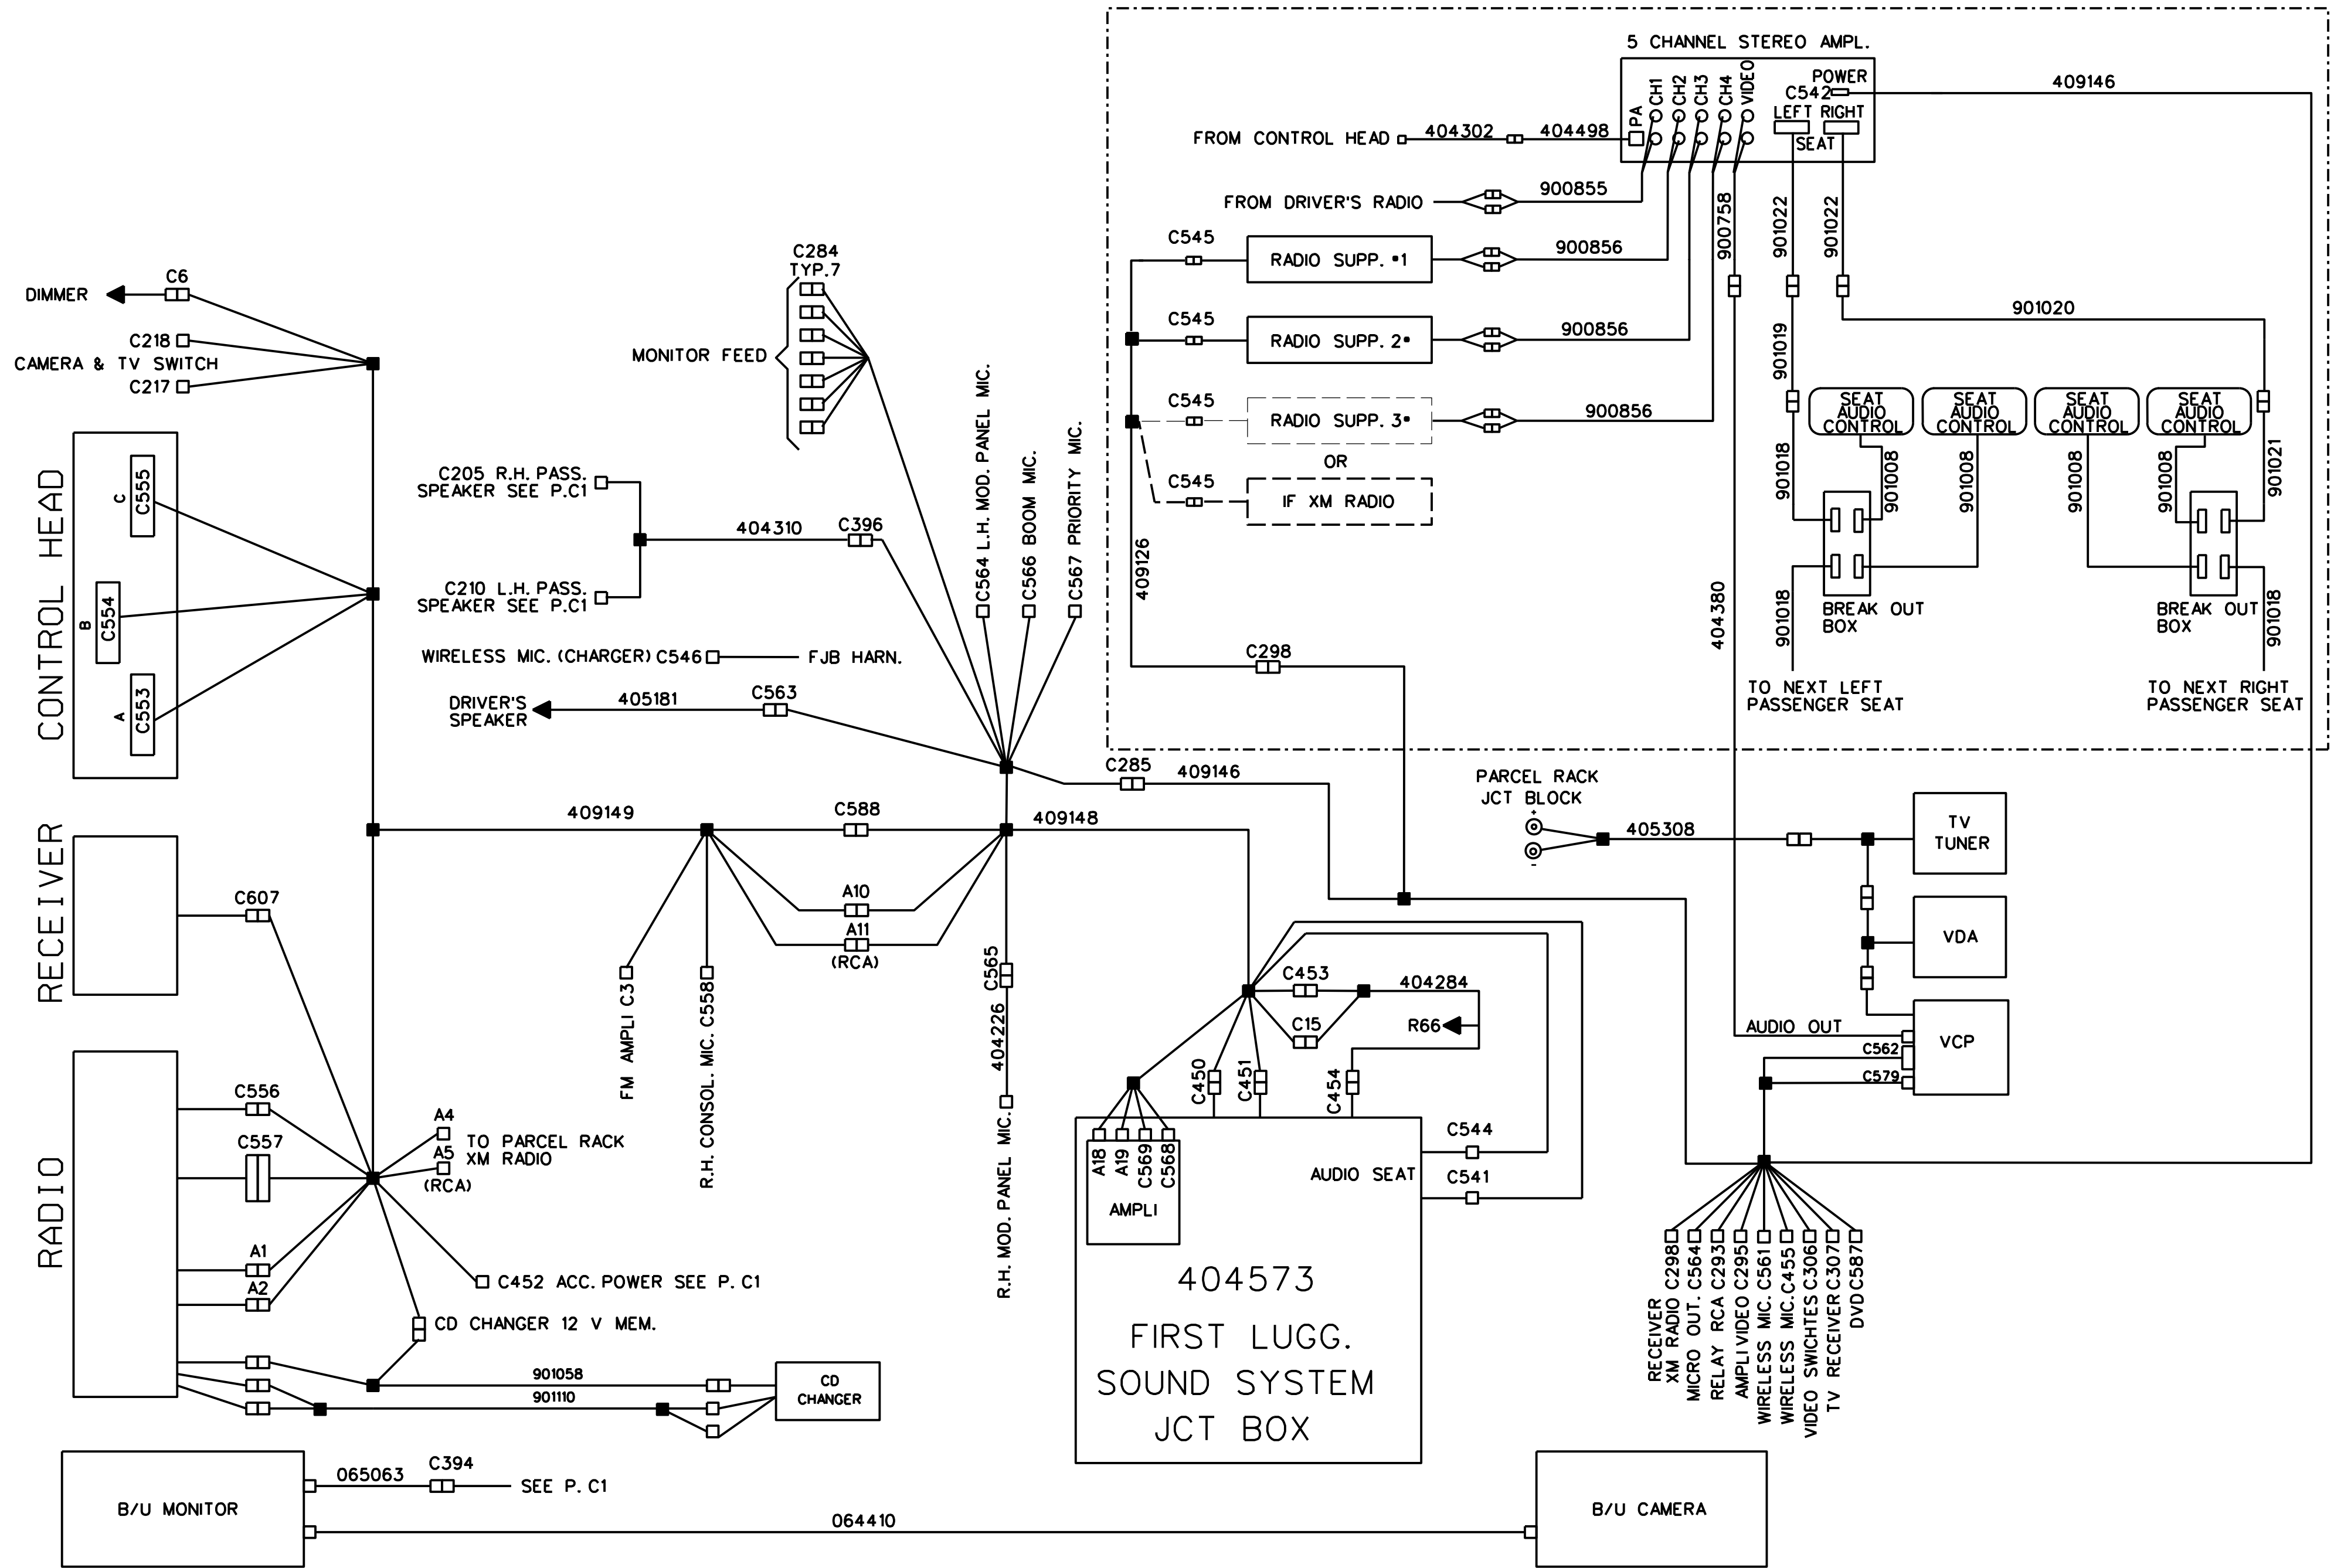 5 CHANNEL STEREO AMPL.
POWER
C542
LEFT RIGHT
SEAT
PA
CH1
CH2
CH3
CH4
VIDEO
409146
FROM CONTROL HEAD
404302
404498
FROM DRIVER'S RADIO
900855
C545
RADIO SUPP. *1
900856
C545
RADIO SUPP. 2*
900856
C545
RADIO SUPP. 3*
900856
OR
C545
IF XM RADIO
409126
C298
900758
901022
901022
901019
901020
SEAT
AUDIO
CONTROL
SEAT
AUDIO
CONTROL
SEAT
AUDIO
CONTROL
SEAT
AUDIO
CONTROL
901018
901008
901008
901008
901008
901021
BREAK OUT
BOX
BREAK OUT
BOX
901018
901018
TO NEXT LEFT
PASSENGER SEAT
TO NEXT RIGHT
PASSENGER SEAT
404380
DIMMER
C6
C218
CAMERA & TV SWITCH
C217
CONTROL HEAD
C
C555
B
C554
A
C553
C284
TYP.7
MONITOR FEED
C205 R.H. PASS.
SPEAKER SEE P.C1
404310
C396
C210 L.H. PASS.
SPEAKER SEE P.C1
WIRELESS MIC. (CHARGER) C546
FJB HARN.
DRIVER'S
SPEAKER
405181
C563
C564 L.H. MOD. PANEL MIC.
C566 BOOM MIC.
C567 PRIORITY MIC.
C285
409146
409149
C588
409148
A10
A11
(RCA)
FM AMPLI C3
R.H. CONSOL. MIC. C558
C565
404226
R.H. MOD. PANEL MIC.
RECEIVER
C607
RADIO
C556
C557
A1
A2
A4
A5
(RCA)
TO PARCEL RACK
XM RADIO
C452 ACC. POWER SEE P. C1
CD CHANGER 12 V MEM.
901058
901110
CD
CHANGER
B/U MONITOR
065063
C394
SEE P. C1
064410
B/U CAMERA
C453
C15
404284
R66
C450
C451
C454
A18
A19
C569
C568
AMPLI
AUDIO SEAT
C544
C541
404573
FIRST LUGG.
SOUND SYSTEM
JCT BOX
PARCEL RACK
JCT BLOCK
+
-
405308
TV
TUNER
VDA
VCP
AUDIO OUT
C562
C579
RECEIVER
XM RADIO C298
MICRO OUT. C564
RELAY RCA C293
AMPLI VIDEO C295
WIRELESS MIC. C561
WIRELESS MIC. C455
VIDEO SWICHTES C306
TV RECEIVER C307
DVD C587